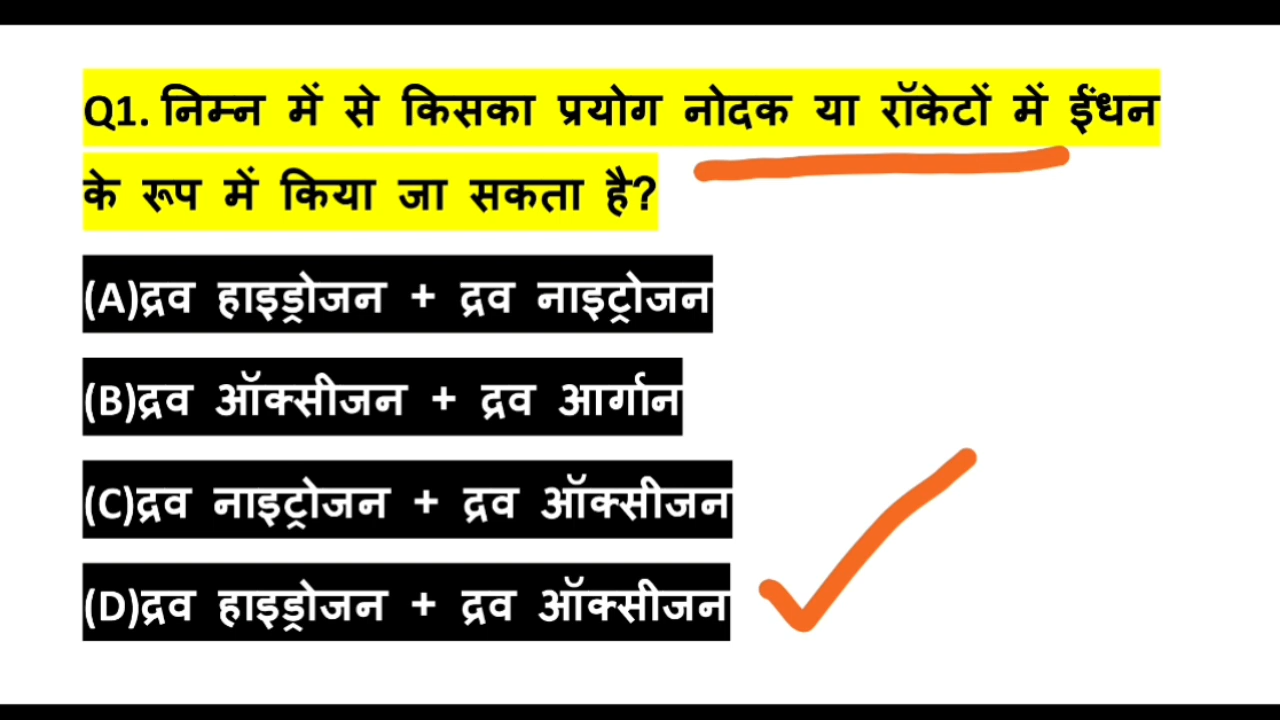 Q1. निम्न में से किसका प्रयोग नोदक या रॉकेटों में ईंधन
के रूप में किया जा सकता है?
(A)द्रव हाइड्रोजन + द्रव नाइट्रोजन
(B)द्रव ऑक्सीजन + द्रव आर्गान
(C)द्रव नाइट्रोजन + द्रव ऑक्सीजन
(D)द्रव हाइड्रोजन + द्रव ऑक्सीजन